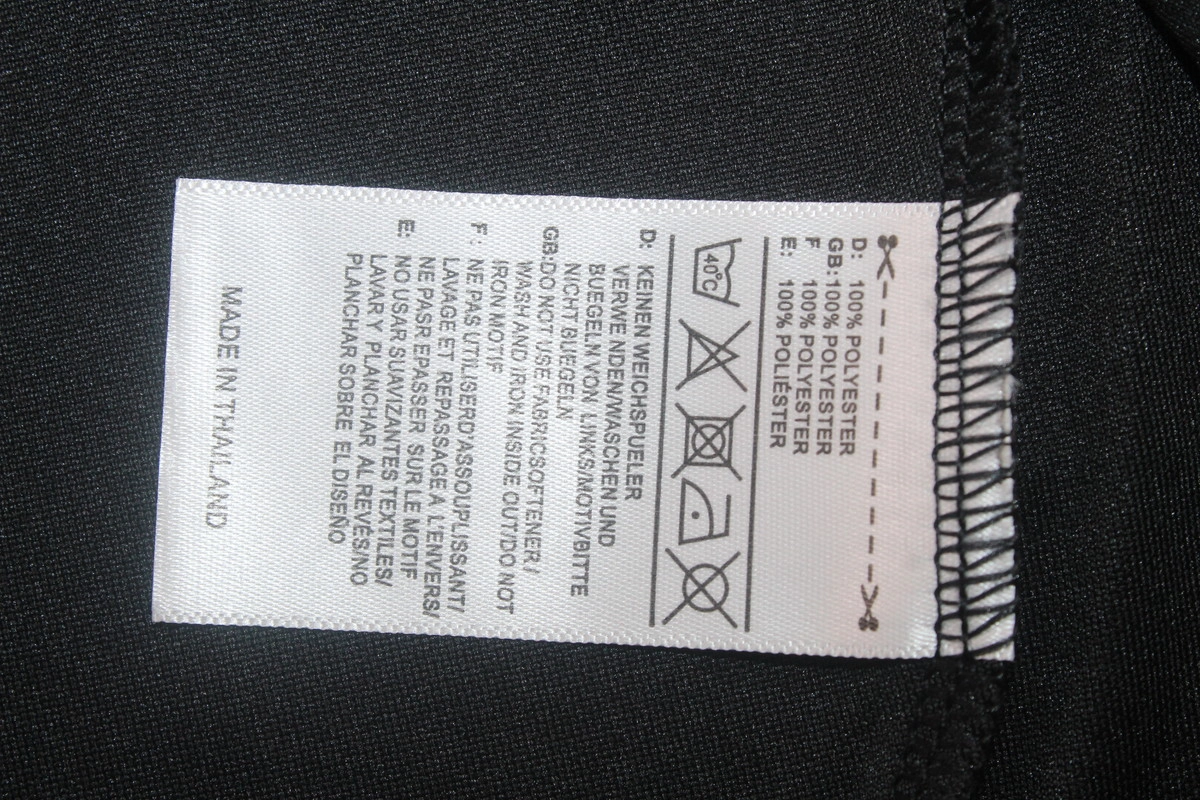 D: 100% POLYESTER
GB:100% POLYESTER
F 100% POLYESTER
E: 100% POLIÉSTER
40°C
D: KEINEN WEICHSPUELER
VERWE NDEN/WASCHEN UND
BUEGELN VON LINKS/MOTIVBITTE
NICHT BUEGELN
GB:DO NOT USE FABRICSOFTENER/
WASH AND IRON INSIDE OUT/DO NOT
IRON MOTIF
F: NE PAS UTILISERD'ASSOUPLISSANT/
LAVAGE ET REPASSAGE A L'ENVERS/
NE PASR EPASSER SUR LE MOTIF
E: NO USAR SUAVIZANTES TEXTILES/
LAVAR Y PLANCHAR AL REVÉS/NO
PLANCHAR SOBRE EL DISEÑO
MADE IN THAILAND